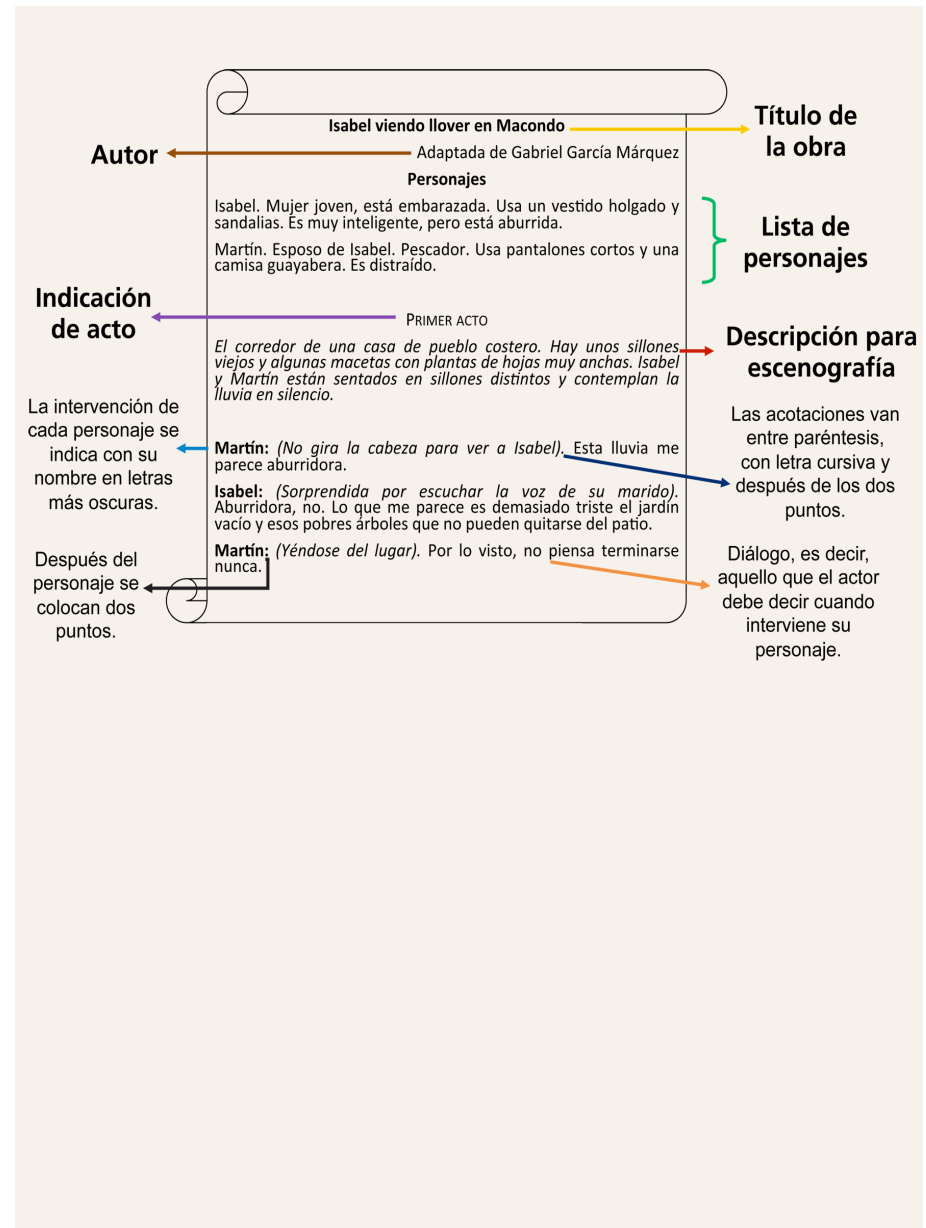 Isabel viendo llover en Macondo
Título de
la obra
Autor
Adaptada de Gabriel García Márquez
Personajes
Isabel. Mujer joven, está embarazada. Usa un vestido holgado y
sandalias. Es muy inteligente, pero está aburrida.
Martín. Esposo de Isabel. Pescador. Usa pantalones cortos y una
camisa guayabera. Es distraído.
Lista de
personajes
Indicación
de acto
PRIMER ACTO
El corredor de una casa de pueblo costero. Hay unos sillones
viejos y algunas macetas con plantas de hojas muy anchas. Isabel
y Martín están sentados en sillones distintos y contemplan la
lluvia en silencio.
Descripción para
escenografía
La intervención de
cada personaje se
indica con su
nombre en letras
más oscuras.
Martín: (No gira la cabeza para ver a Isabel). Esta lluvia me
parece aburridora.
Las acotaciones van
entre paréntesis,
con letra cursiva y
después de los dos
puntos.
Isabel: (Sorprendida por escuchar la voz de su marido).
Aburridora, no. Lo que me parece es demasiado triste el jardín
vacío y esos pobres árboles que no pueden quitarse del patio.
Martín: (Yéndose del lugar). Por lo visto, no piensa terminarse
nunca.
Después del
personaje se
colocan dos
puntos.
Diálogo, es decir,
aquello que el actor
debe decir cuando
interviene su
personaje.